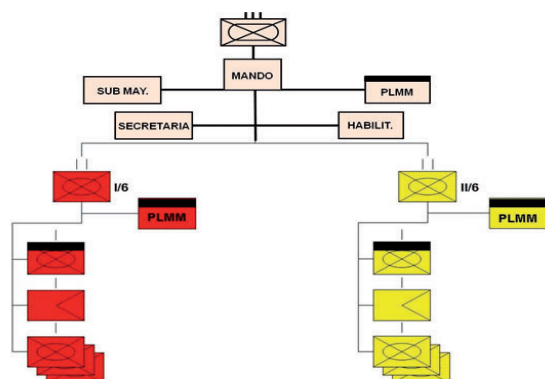 MANDO
SUB MAY.
PLMM
SECRETARIA
HABILIT.
I/6
II/6
PLMM
PLMM